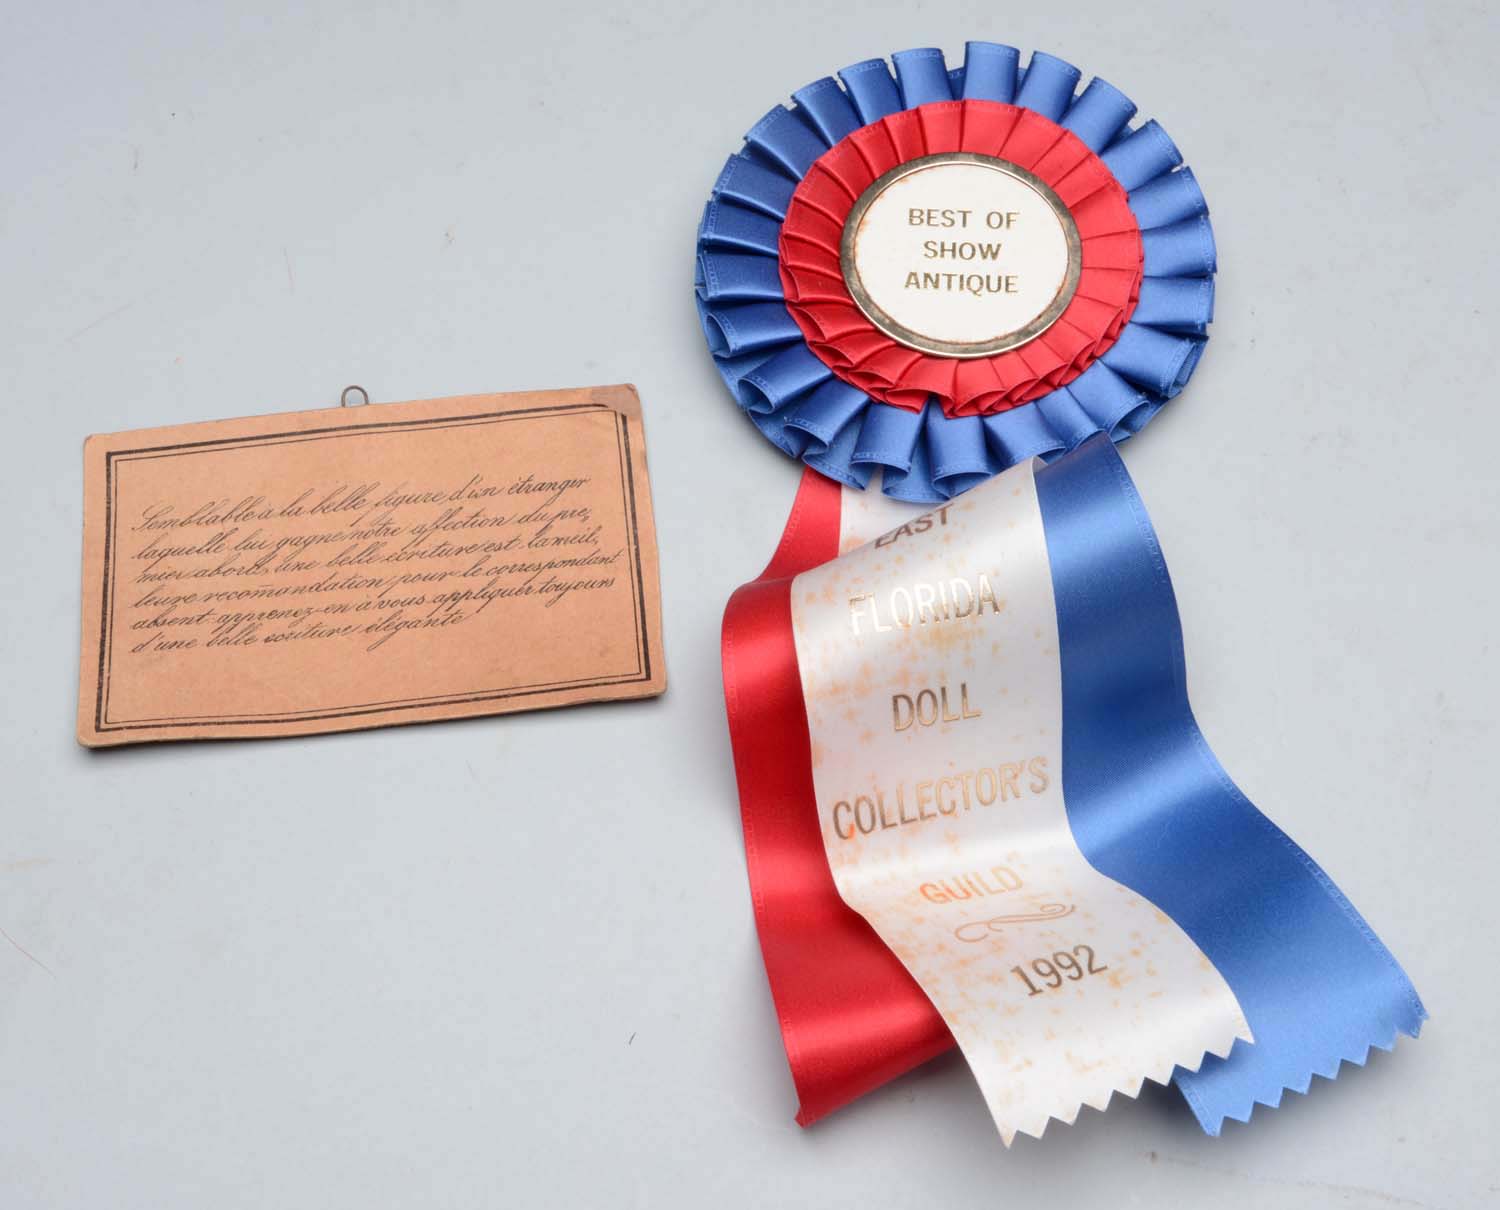 Semblable à la belle figure d'un étranger
laquelle lui gagne notre affection du pre,
mier abord, une belle écriture est la meil,
leure recomandation pour le correspondant
absent apprenez-en à vous appliquer toujours
d'une belle écriture élégante
BEST OF
SHOW
ANTIQUE
EAST
FLORIDA
DOLL
COLLECTOR'S
GUILD
1992